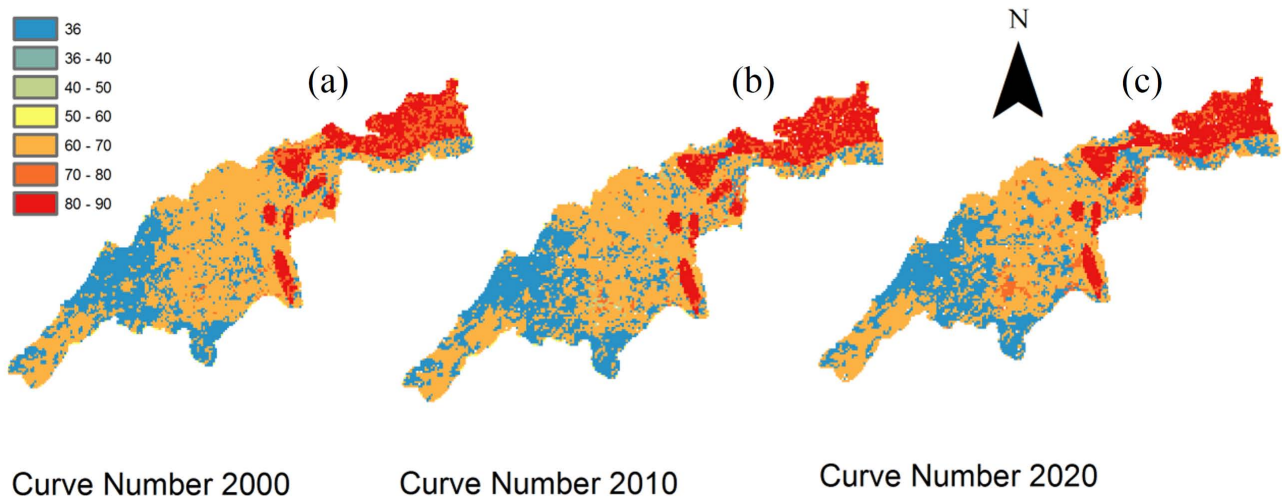 36
36 - 40
40 - 50
50 - 60
60 - 70
70 - 80
80 - 90
(a)
(b)
N
(c)
Curve Number 2000
Curve Number 2010
Curve Number 2020